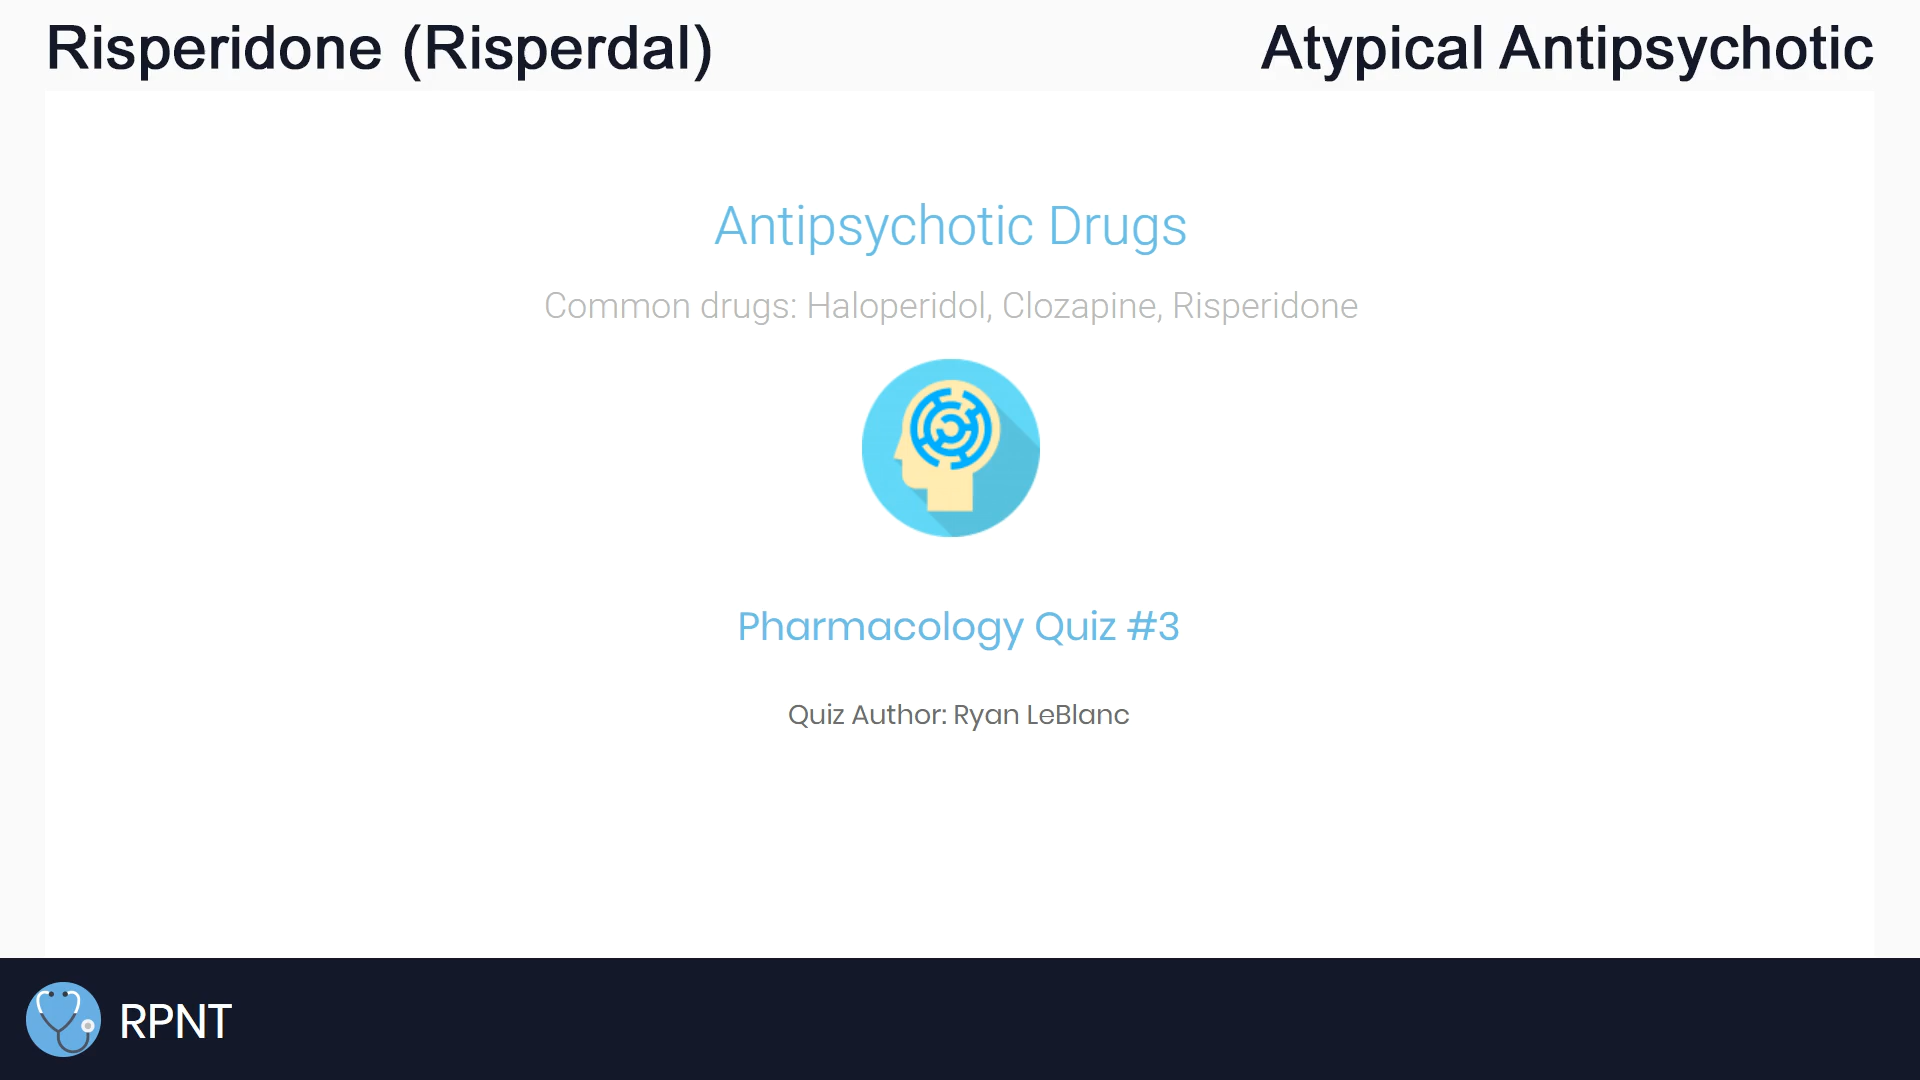 Risperidone (Risperdal)
Atypical Antipsychotic
Antipsychotic Drugs
Common drugs: Haloperidol, Clozapine, Risperidone
Pharmacology Quiz #3
Quiz Author: Ryan LeBlanc
RPNT